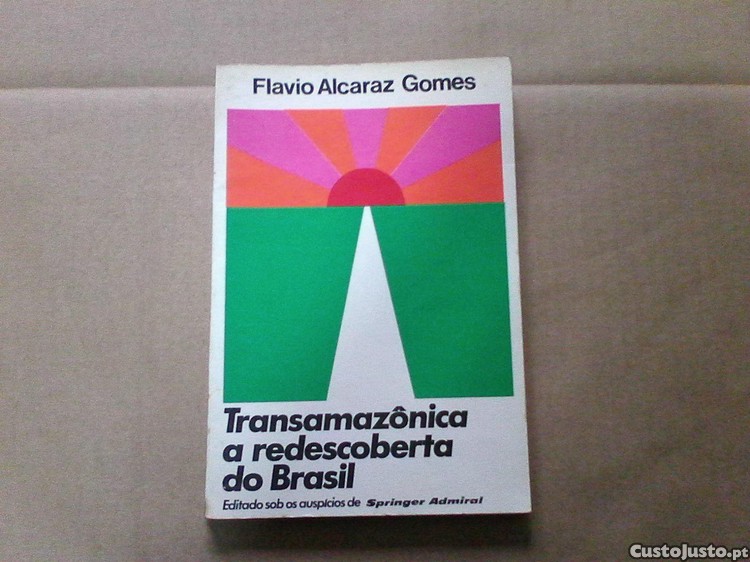 Flavio Alcaraz Gomes
Transamazônica
a redescoberta
do Brasil
Editado sob os auspícios de Springer Admiral
CustoJusto.pt